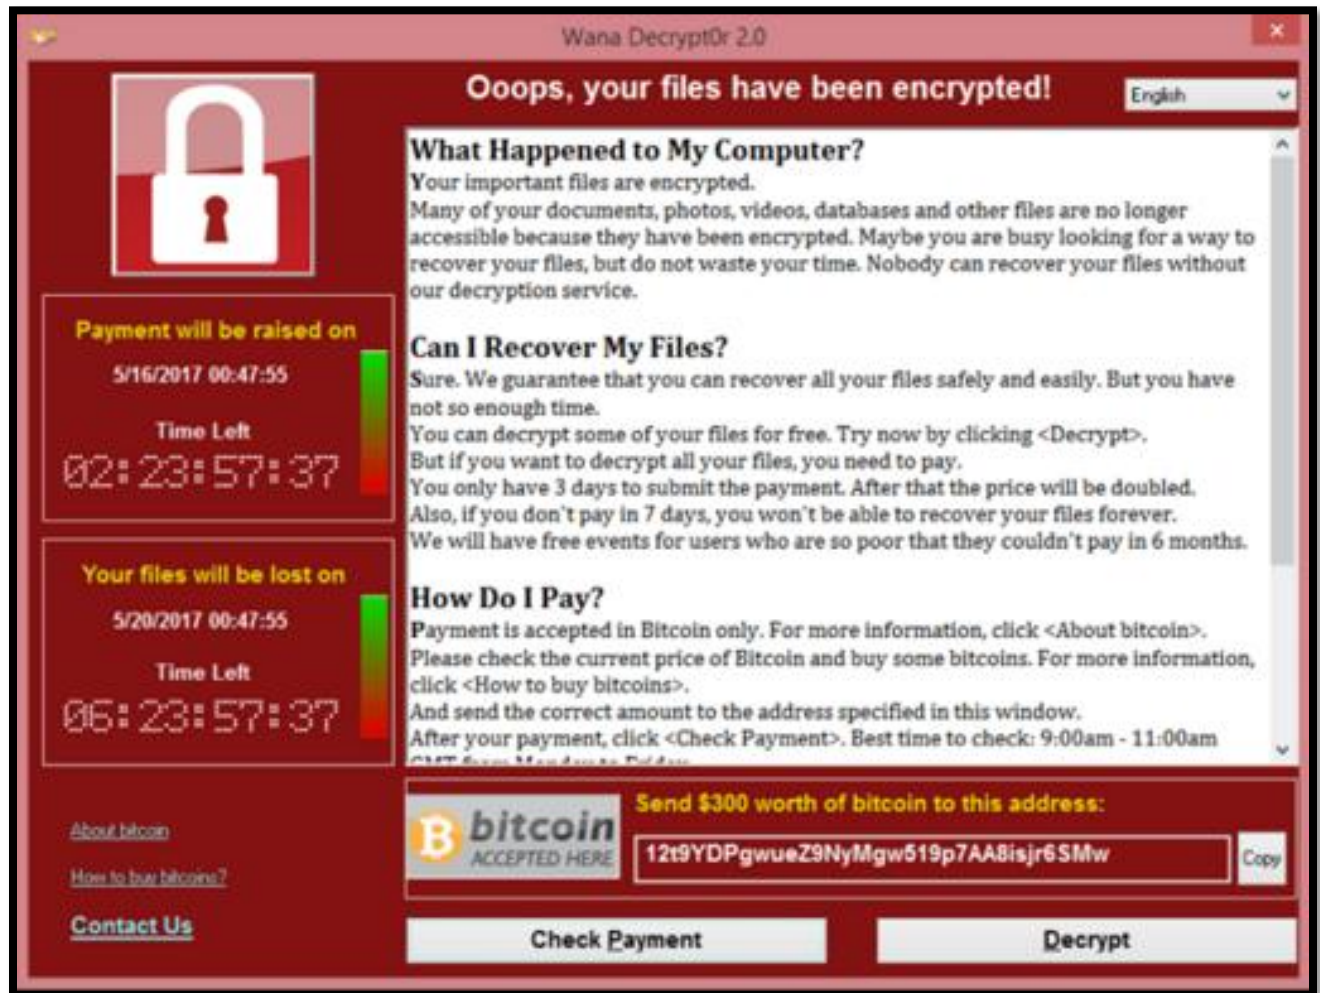 Wana Decrypt0r 2.0
Ooops, your files have been encrypted!
English
Payment will be raised on
5/16/2017 00:47:55
Time Left
02:23:57:37
Your files will be lost on
5/20/2017 00:47:55
Time Left
06:23:57:37
About bitcoin
How to buy bitcoins?
Contact Us
What Happened to My Computer?
Your important files are encrypted.
Many of your documents, photos, videos, databases and other files are no longer
accessible because they have been encrypted. Maybe you are busy looking for a way to
recover your files, but do not waste your time. Nobody can recover your files without
our decryption service.
Can I Recover My Files?
Sure. We guarantee that you can recover all your files safely and easily. But you have
not so enough time.
You can decrypt some of your files for free. Try now by clicking <Decrypt>.
But if you want to decrypt all your files, you need to pay.
You only have 3 days to submit the payment. After that the price will be doubled.
Also, if you don't pay in 7 days, you won't be able to recover your files forever.
We will have free events for users who are so poor that they couldn't pay in 6 months.
How Do I Pay?
Payment is accepted in Bitcoin only. For more information, click <About bitcoin>.
Please check the current price of Bitcoin and buy some bitcoins. For more information,
click <How to buy bitcoins>.
And send the correct amount to the address specified in this window.
After your payment, click <Check Payment>. Best time to check: 9:00am - 11:00am
GMT from Monday to Friday
bitcoin
ACCEPTED HERE
Send $300 worth of bitcoin to this address:
12t9YDPgwueZ9NyMgw519p7AA8isjr6SMw
Copy
Check Payment
Decrypt